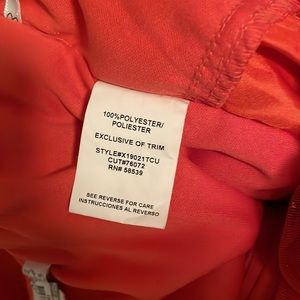 100%POLYESTER/
POLIESTER
EXCLUSIVE OF TRIM
STYLE#X19021TCU
CUT#76072
RN# 58539
SEE REVERSE FOR CARE
INSTRUCCIONES AL REVERSO